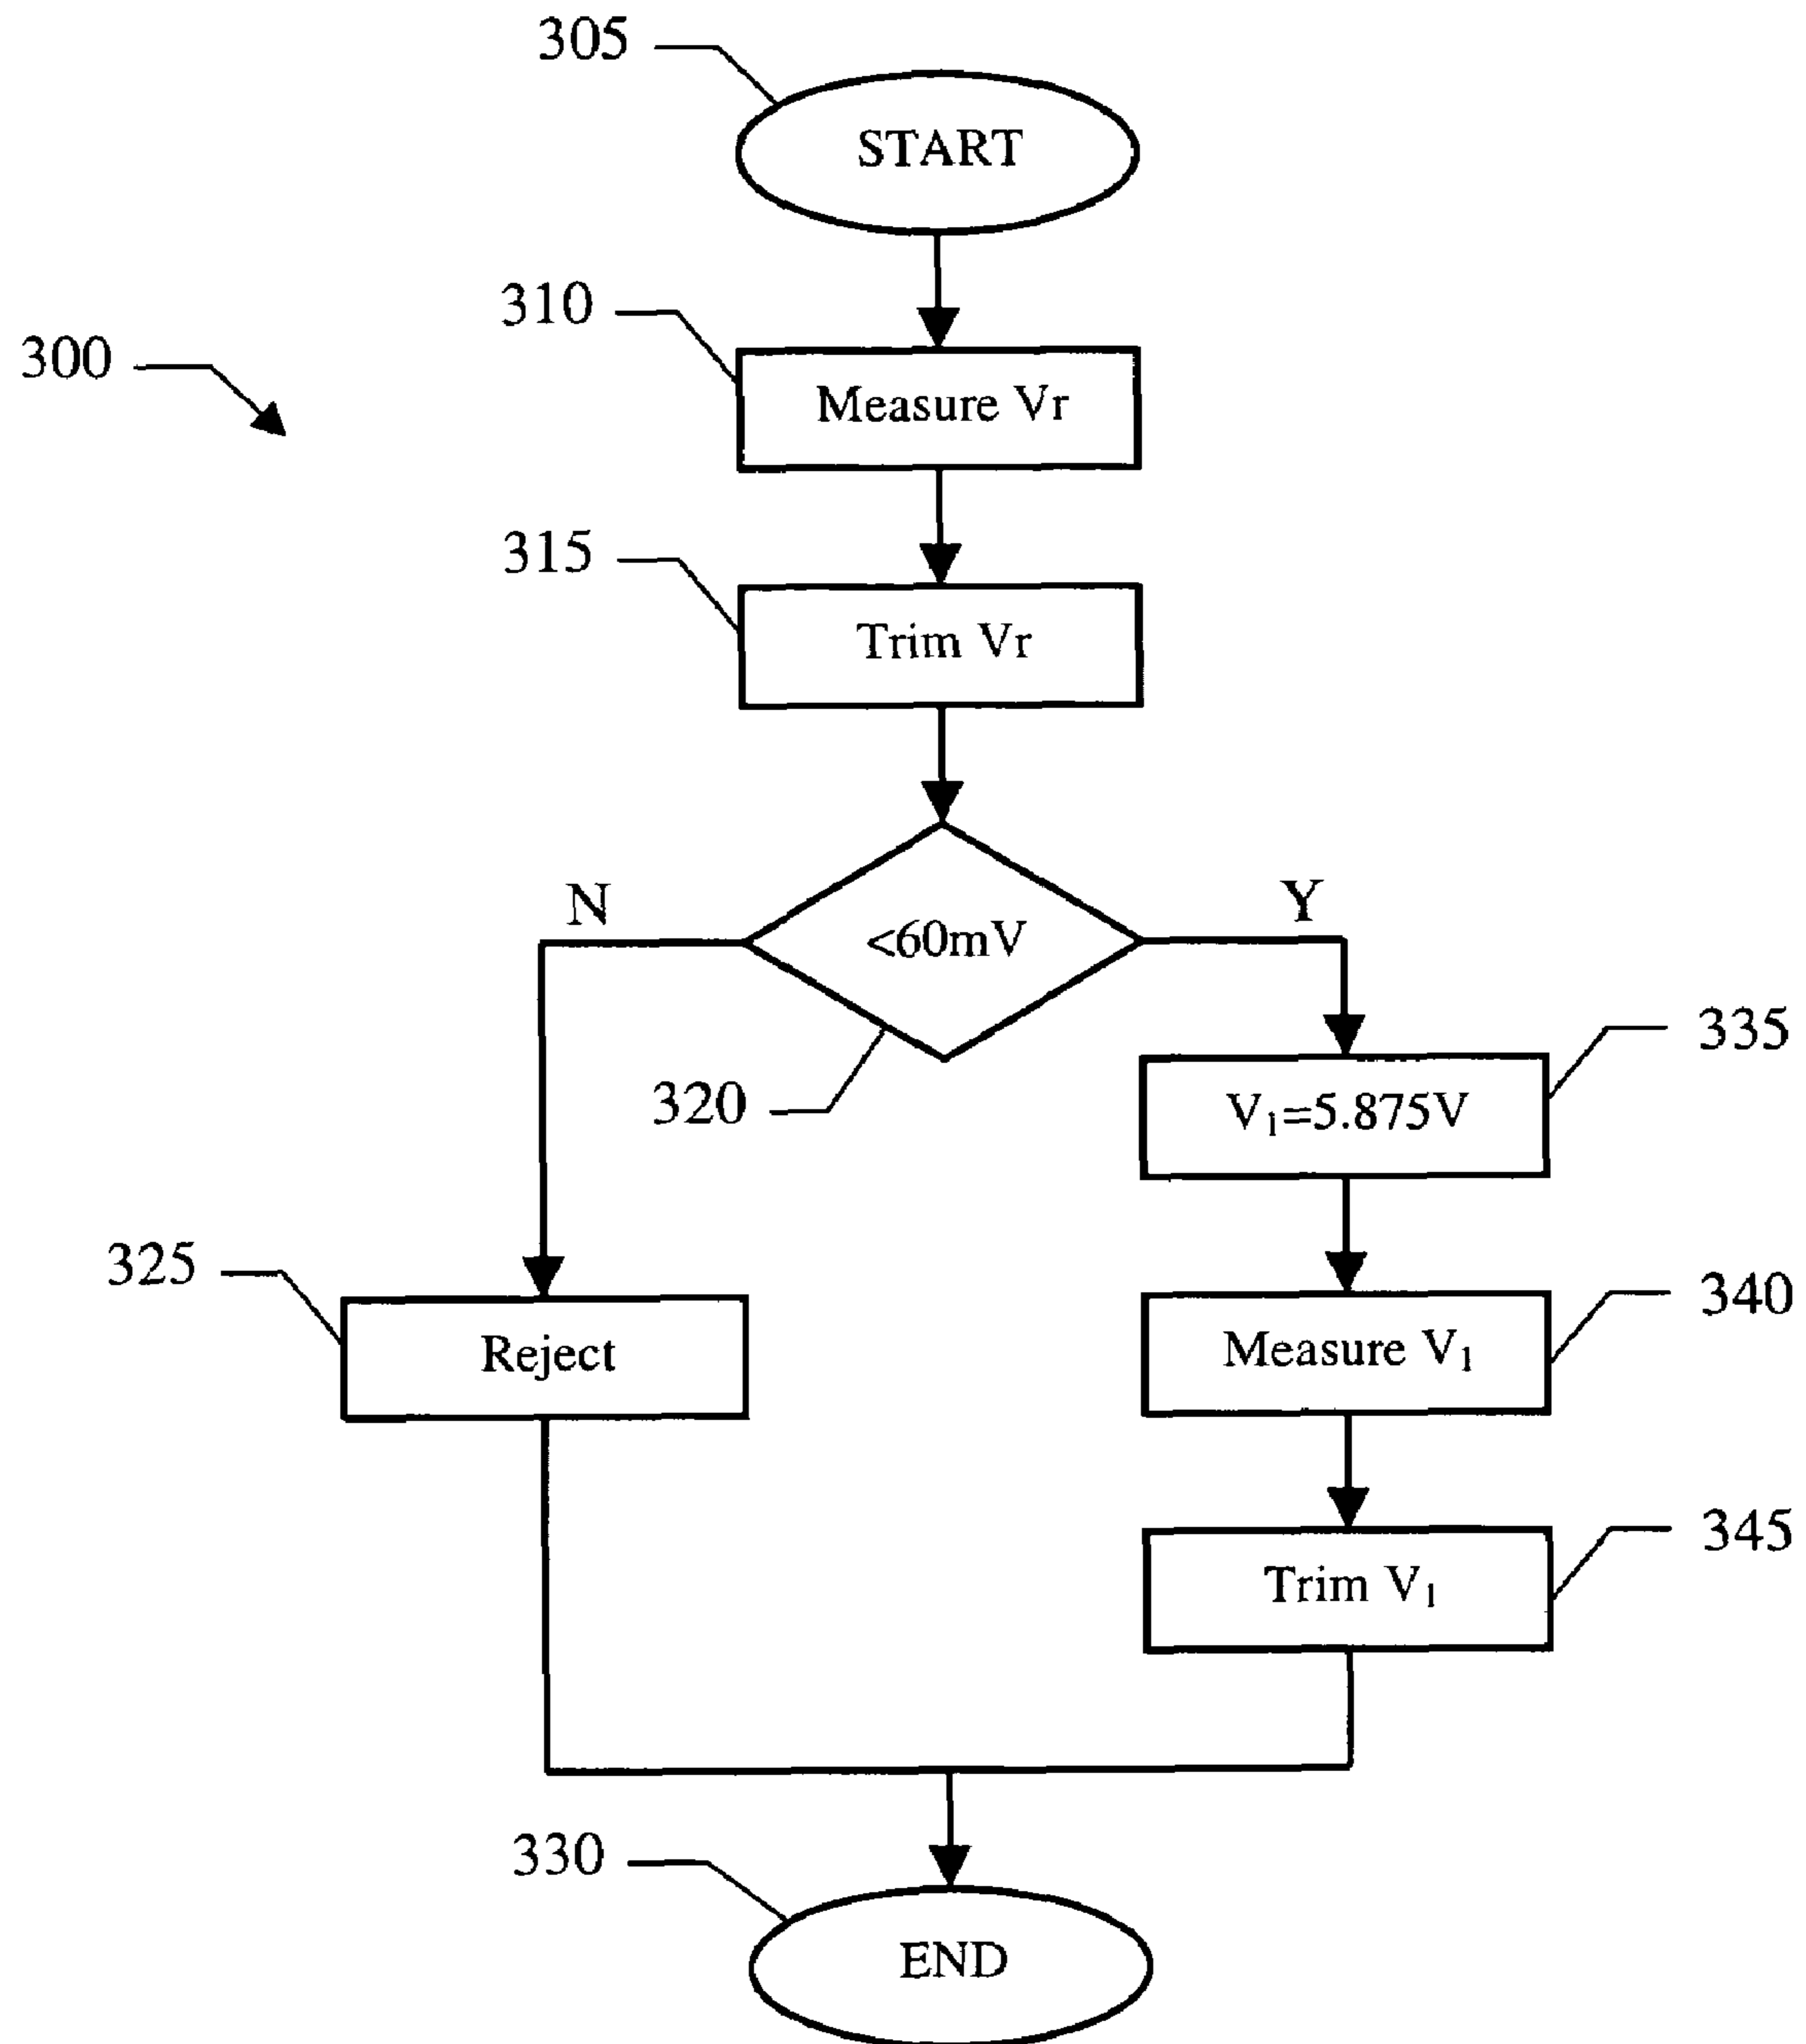 305
START
310
300
Measure Vr
315
Trim Vr
N
Y
<60mV
335
320
V₁=5.875V
325
340
Reject
Measure V₁
345
Trim V₁
330
END